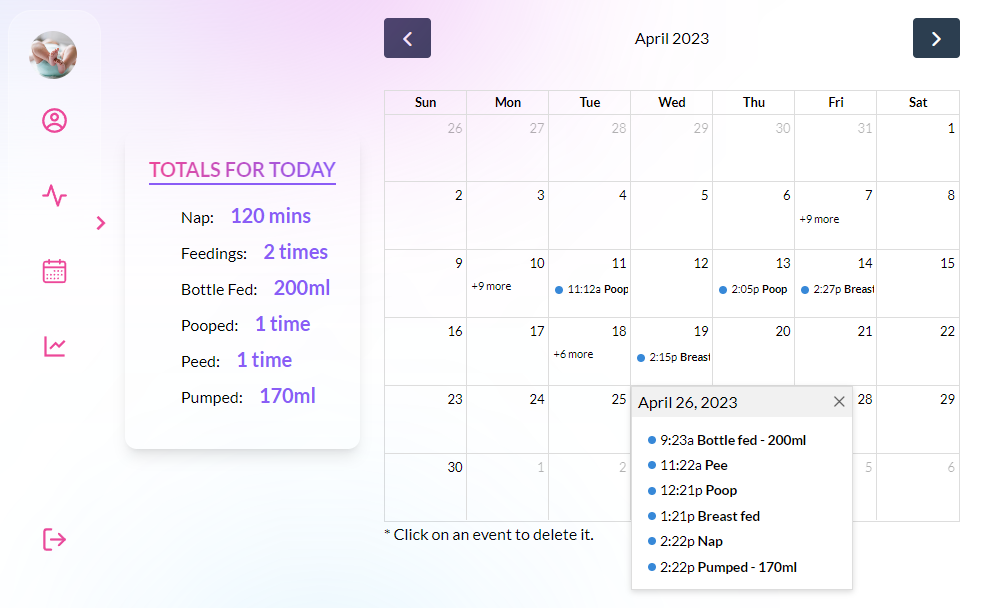 TOTALS FOR TODAY
Nap: 120 mins
Feedings: 2 times
Bottle Fed: 200ml
Pooped: 1 time
Peed: 1 time
Pumped: 170ml
April 2023
Sun Mon Tue Wed Thu Fri Sat
26 27 28 29 30 31 1
2 3 4 5 6 7 8
+9 more
9 10 11 12 13 14 15
+9 more 11:12a Poop 2:05p Poop 2:27p Breast
16 17 18 19 20 21 22
+6 more 2:15p Breast
23 24 25 28 29
30 1 2 5 6
April 26, 2023
9:23a Bottle fed - 200ml
11:22a Pee
12:21p Poop
1:21p Breast fed
2:22p Nap
2:22p Pumped - 170ml
* Click on an event to delete it.